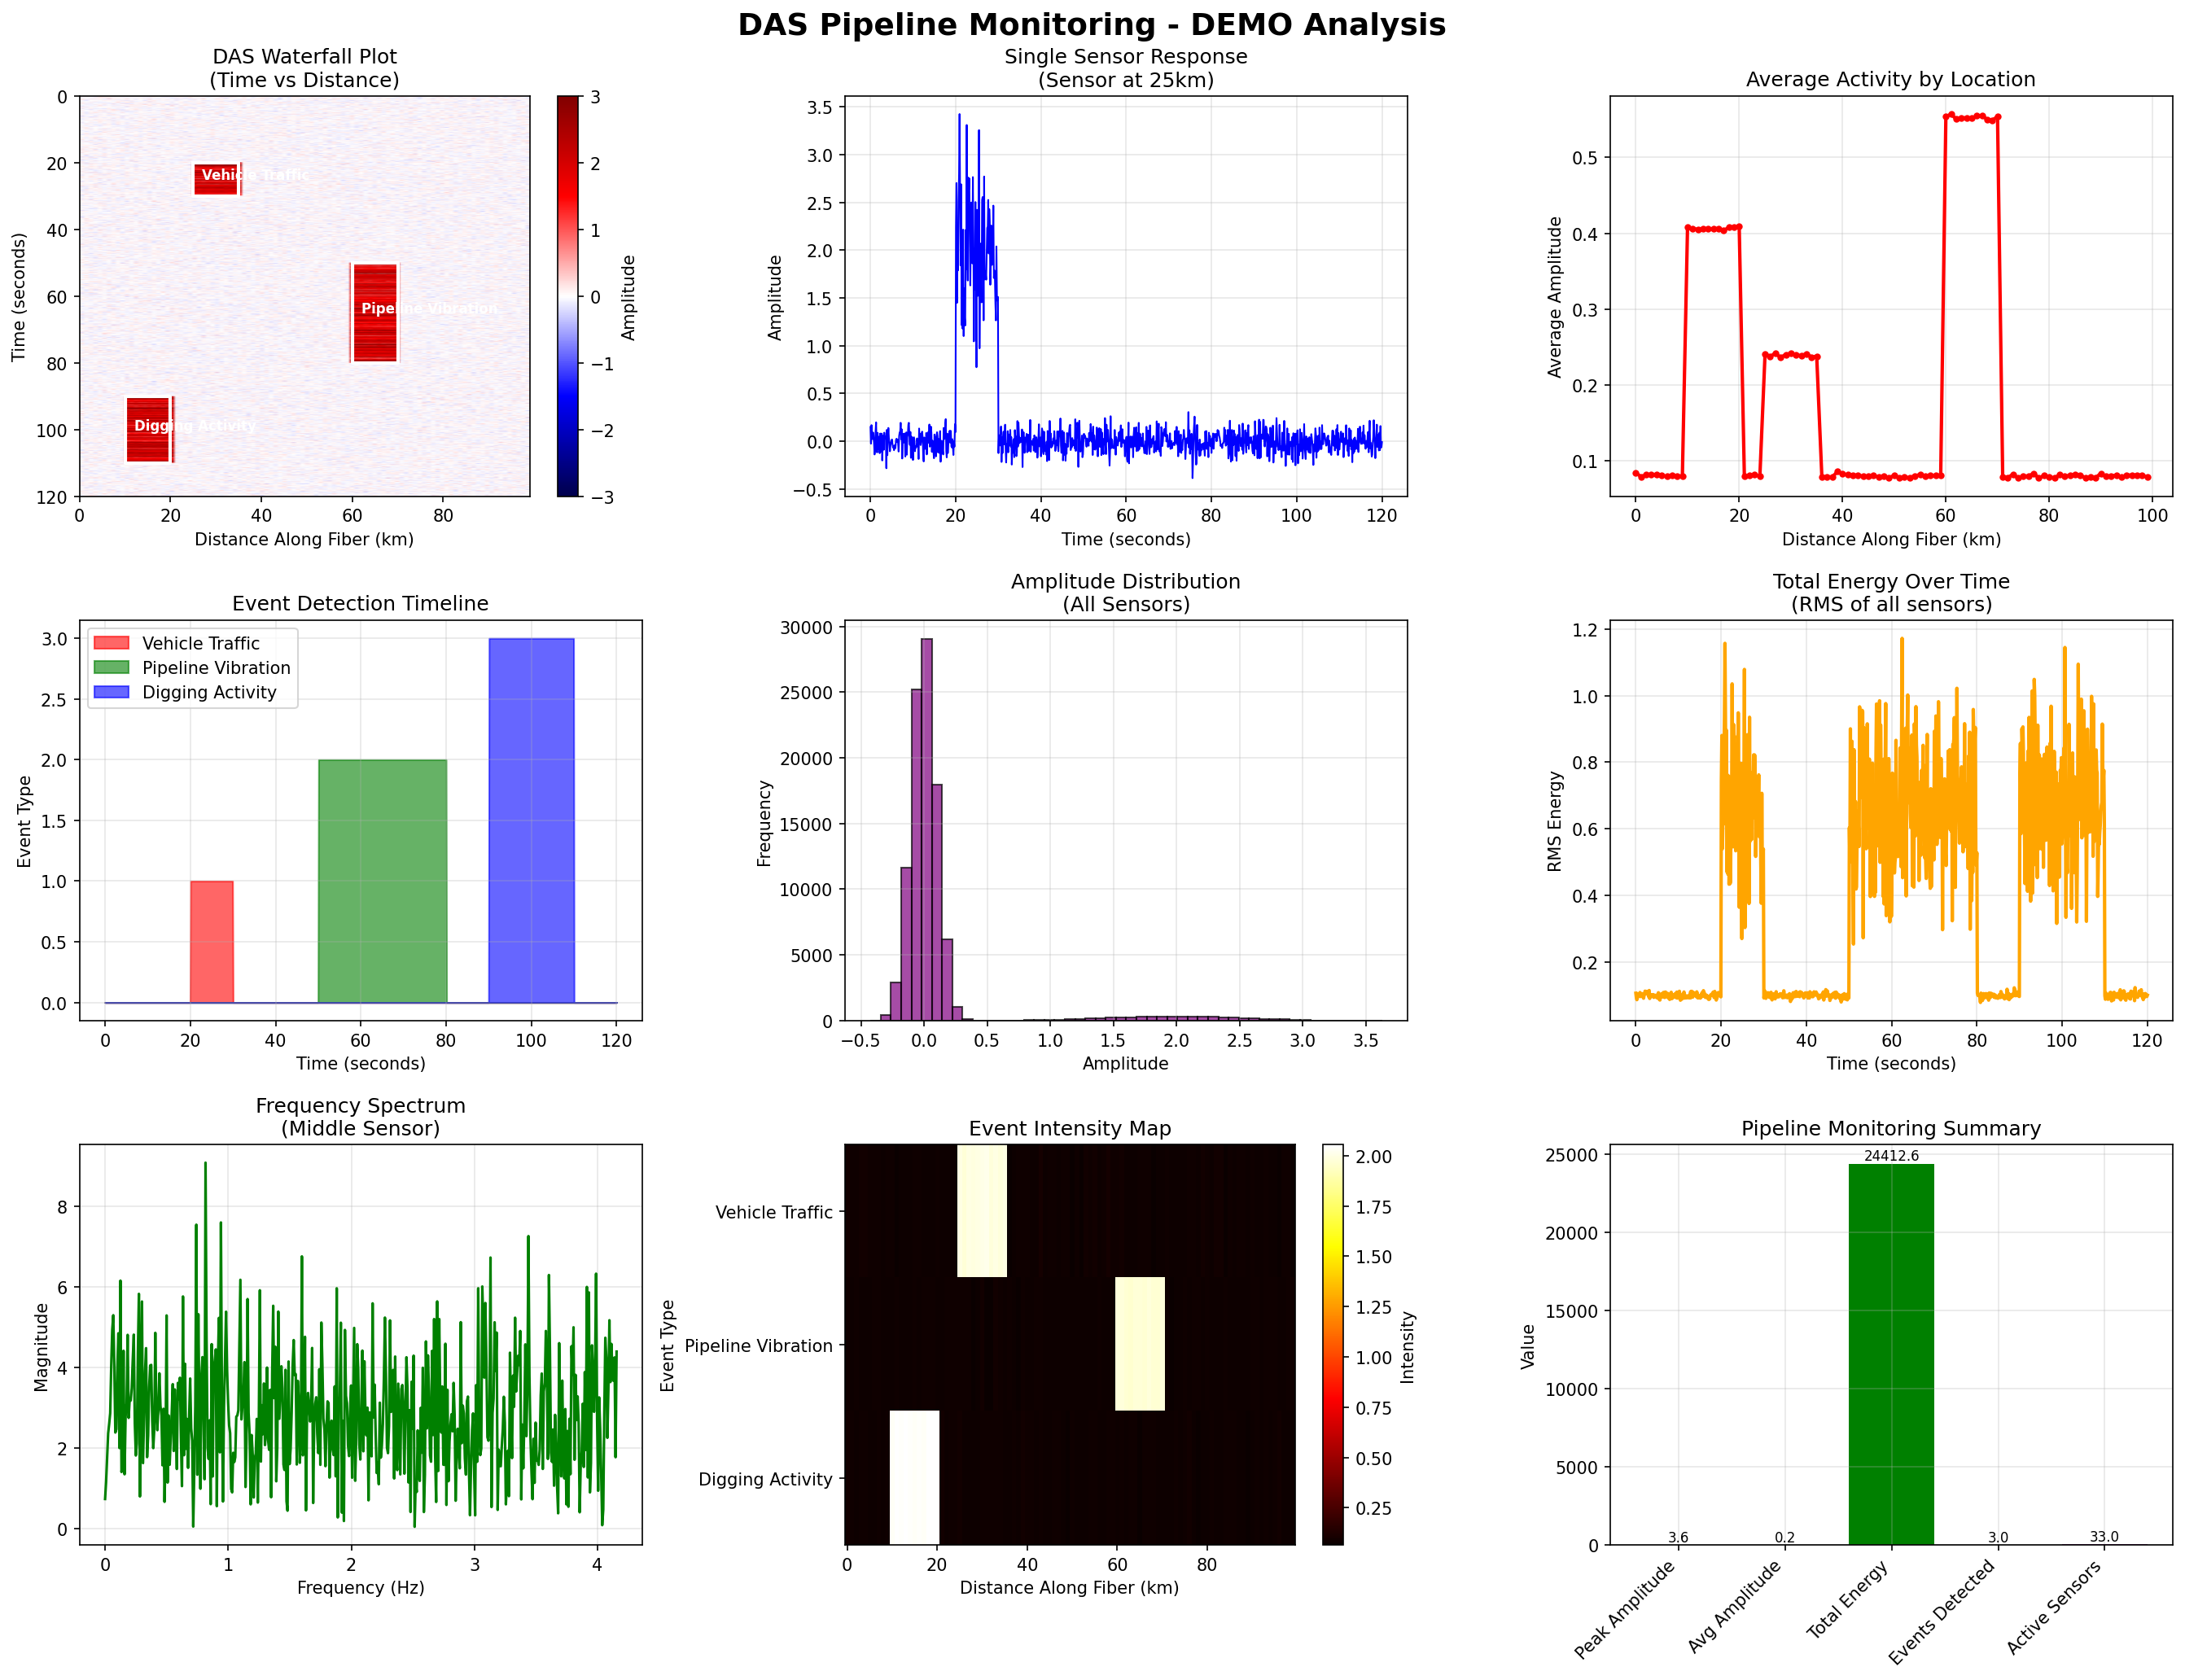 DAS Pipeline Monitoring - DEMO Analysis
DAS Waterfall Plot
(Time vs Distance)
0
20
40
60
80
100
120
Time (seconds)
Vehicle Traffic
Pipeline Vibration
Digging Activity
0
20
40
60
80
Distance Along Fiber (km)
3
2
1
0
−1
−2
−3
Amplitude
Single Sensor Response
(Sensor at 25km)
3.5
3.0
2.5
2.0
1.5
1.0
0.5
0.0
−0.5
Amplitude
0
20
40
60
80
100
120
Time (seconds)
Average Activity by Location
0.5
0.4
0.3
0.2
0.1
Average Amplitude
0
20
40
60
80
100
Distance Along Fiber (km)
Event Detection Timeline
Vehicle Traffic
Pipeline Vibration
Digging Activity
3.0
2.5
2.0
1.5
1.0
0.5
0.0
Event Type
0
20
40
60
80
100
120
Time (seconds)
Amplitude Distribution
(All Sensors)
30000
25000
20000
15000
10000
5000
0
Frequency
−0.5
0.0
0.5
1.0
1.5
2.0
2.5
3.0
3.5
Amplitude
Total Energy Over Time
(RMS of all sensors)
1.2
1.0
0.8
0.6
0.4
0.2
RMS Energy
0
20
40
60
80
100
120
Time (seconds)
Frequency Spectrum
(Middle Sensor)
8
6
4
2
0
Magnitude
0
1
2
3
4
Frequency (Hz)
Event Intensity Map
Vehicle Traffic
Pipeline Vibration
Digging Activity
Event Type
0
20
40
60
80
Distance Along Fiber (km)
2.00
1.75
1.50
1.25
1.00
0.75
0.50
0.25
Intensity
Pipeline Monitoring Summary
25000
20000
15000
10000
5000
0
Value
3.6
0.2
24412.6
3.0
33.0
Peak Amplitude
Avg Amplitude
Total Energy
Events Detected
Active Sensors